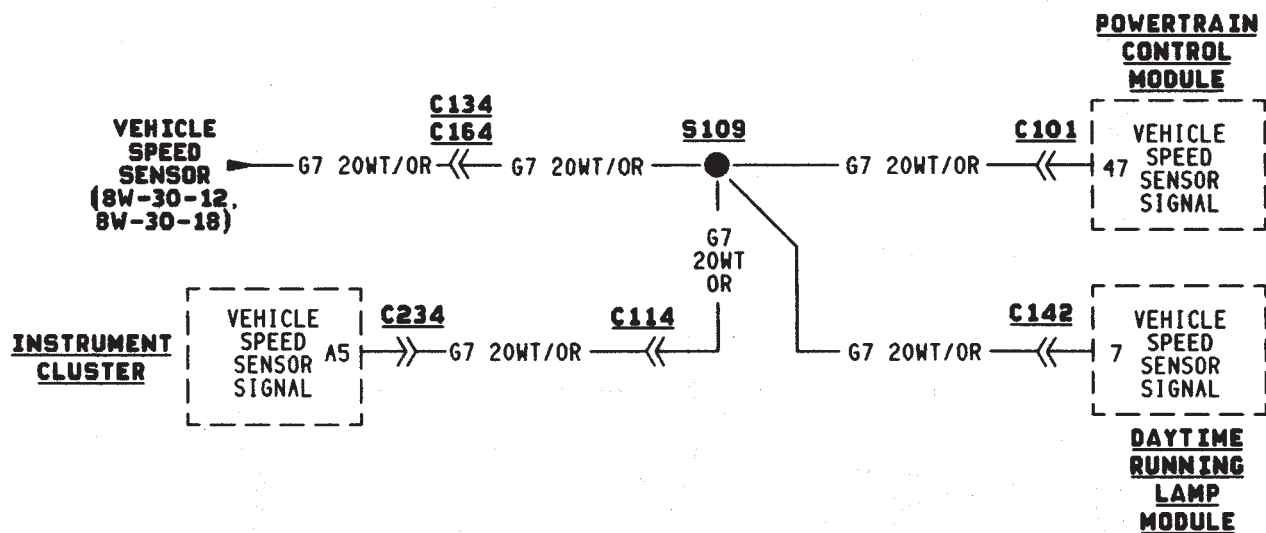 POWERTRAIN
CONTROL
MODULE
C134
C164
S109
C101
VEHICLE
SPEED
SENSOR
(8W-30-12,
8W-30-18)
G7 20WT/OR
G7 20WT/OR
G7 20WT/OR
47
VEHICLE
SPEED
SENSOR
SIGNAL
G7
20WT
OR
INSTRUMENT
CLUSTER
VEHICLE
SPEED
SENSOR
SIGNAL
A5
C234
G7 20WT/OR
C114
G7 20WT/OR
C142
7
VEHICLE
SPEED
SENSOR
SIGNAL
DAYTIME
RUNNING
LAMP
MODULE